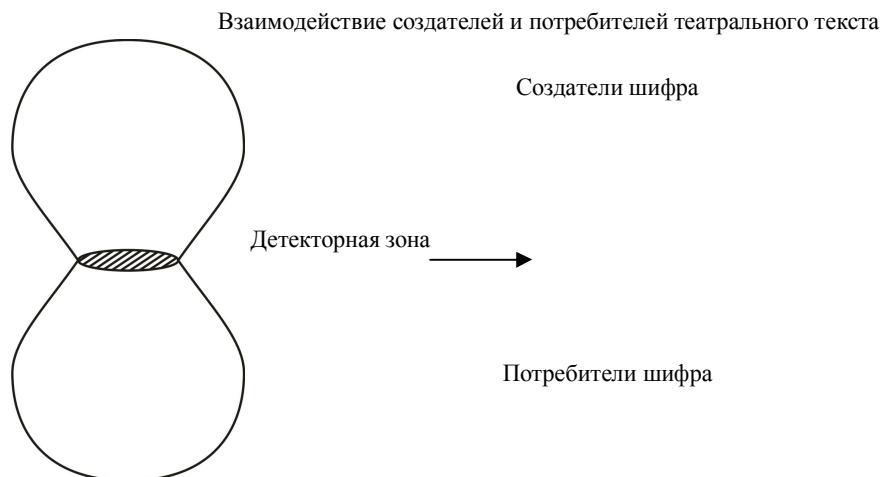 Взаимодействие создателей и потребителей театрального текста
Создатели шифра
Детекторная зона
Потребители шифра